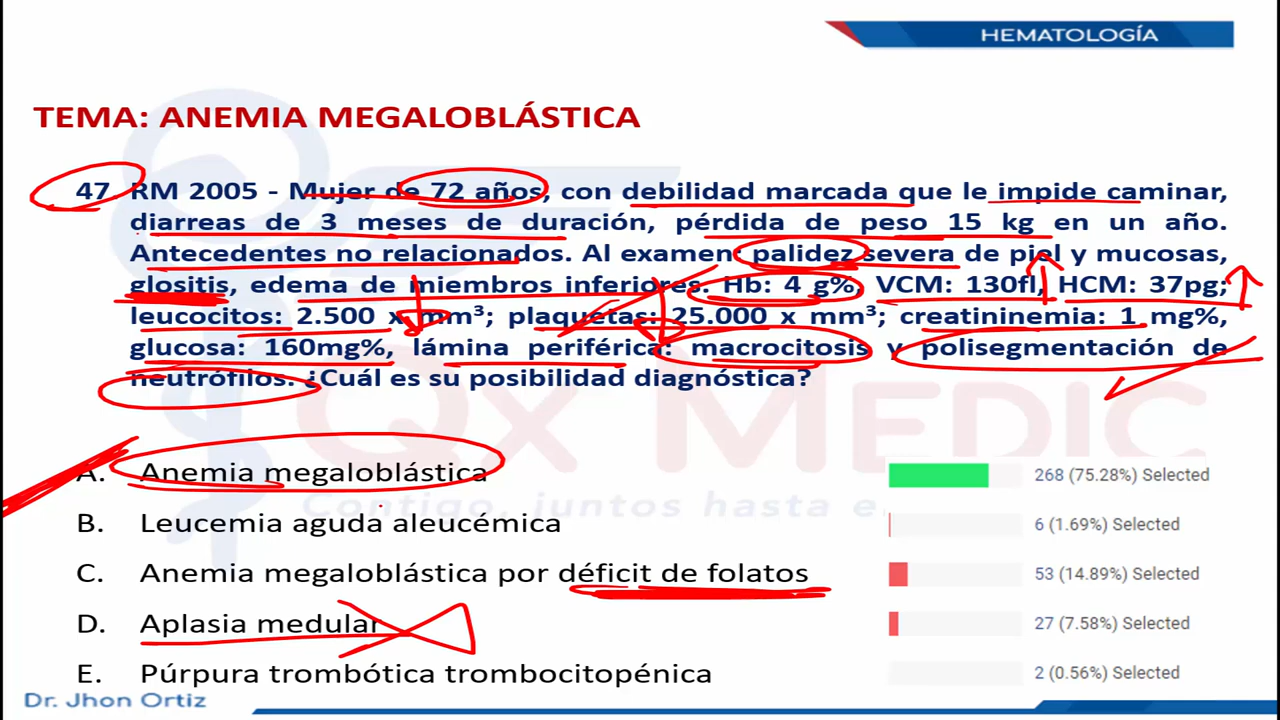 HEMATOLOGÍA
TEMA: ANEMIA MEGALOBLÁSTICA
47. RM 2005 - Mujer de 72 años, con debilidad marcada que le impide caminar,
diarreas de 3 meses de duración, pérdida de peso 15 kg en un año.
Antecedentes no relacionados. Al examen: palidez severa de piel y mucosas,
glositis, edema de miembros inferiores. Hb: 4 g%, VCM: 130fl, HCM: 37pg;
leucocitos: 2.500 x mm³; plaquetas: 25.000 x mm³; creatininemia: 1 mg%,
glucosa: 160mg%, lámina periférica: macrocitosis y polisegmentación de
neutrófilos. ¿Cuál es su posibilidad diagnóstica?
QX MEDIC
A. Anemia megaloblástica 268 (75.28%) Selected
Contigo, juntos hasta e
B. Leucemia aguda aleucémica 6 (1.69%) Selected
C. Anemia megaloblástica por déficit de folatos 53 (14.89%) Selected
D. Aplasia medular 27 (7.58%) Selected
E. Púrpura trombótica trombocitopénica 2 (0.56%) Selected
Dr. Jhon Ortiz